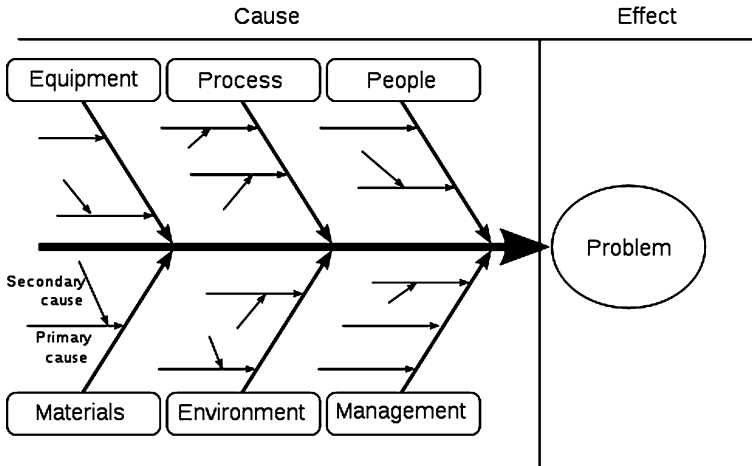 Cause
Effect
Equipment
Process
People
Problem
Secondary
cause
Primary
cause
Materials
Environment
Management